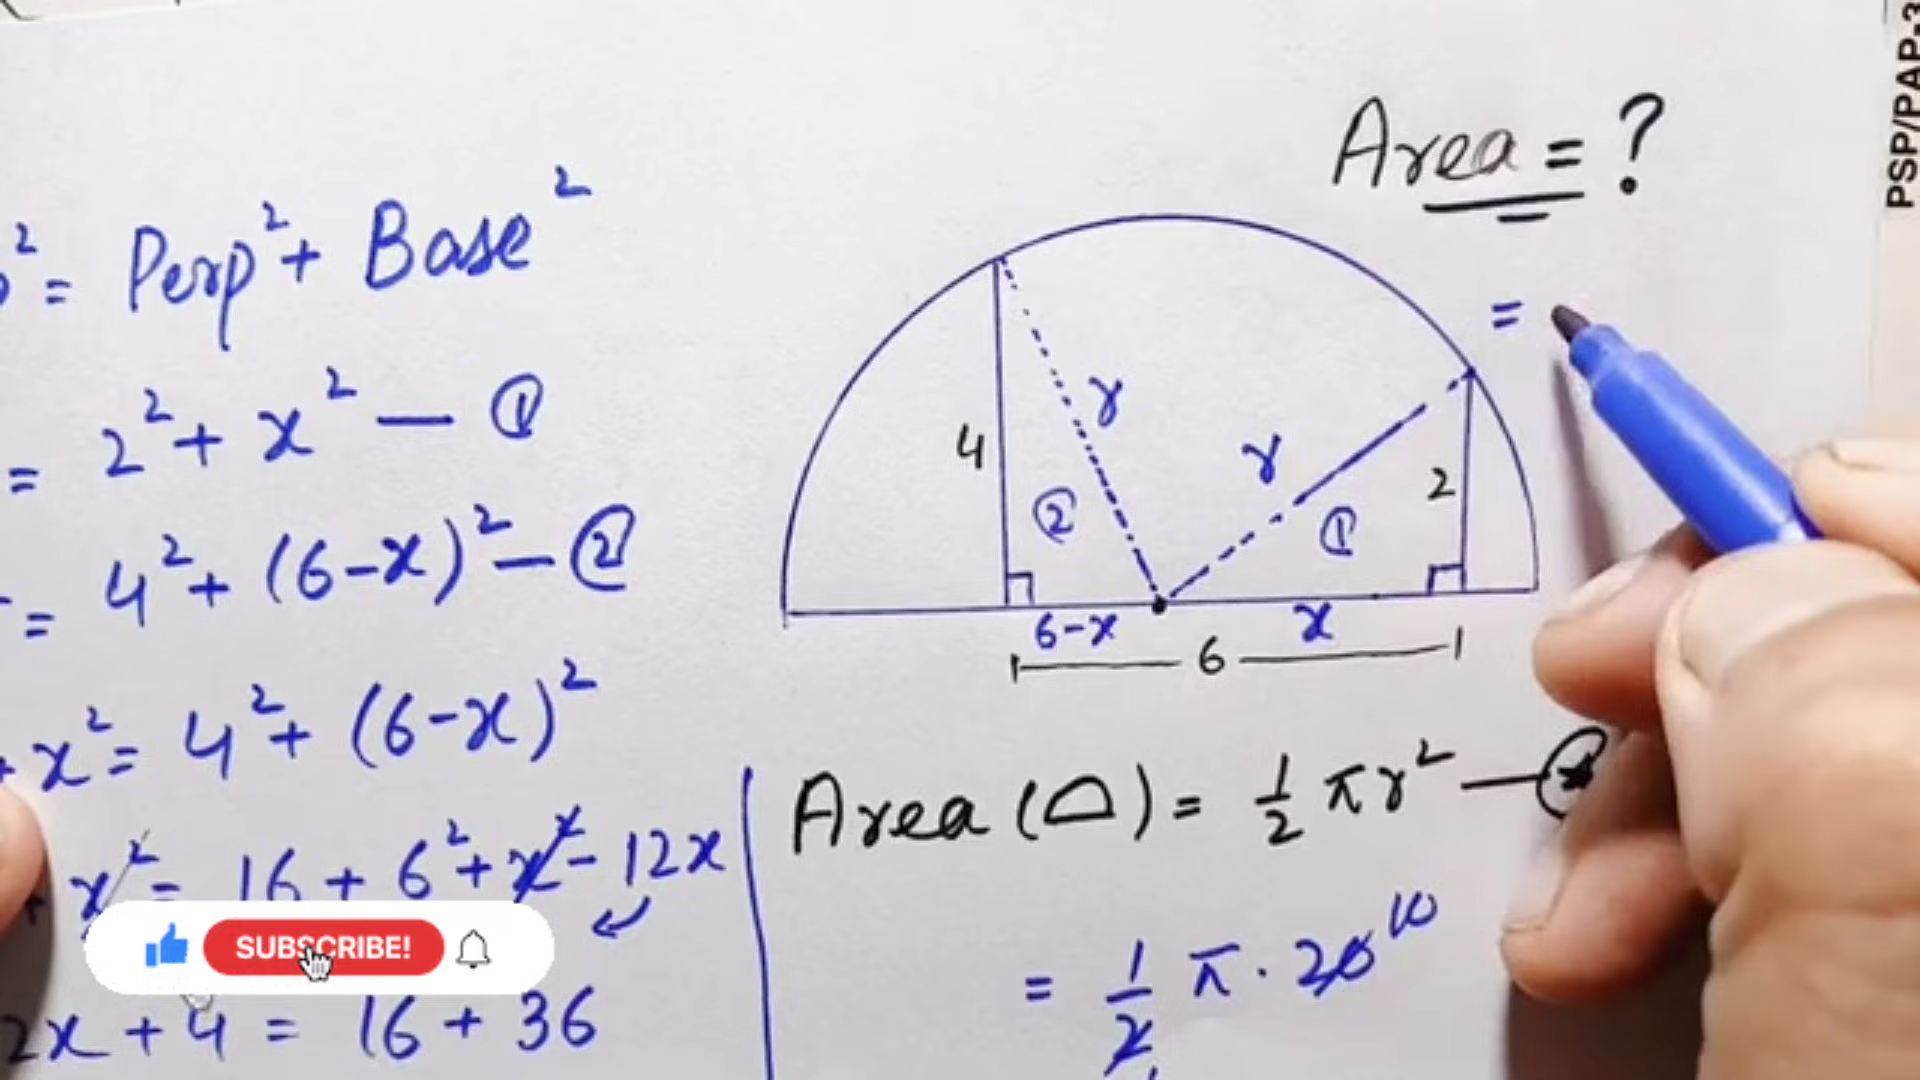 Area = ?
PSP/PAP-3
² = Perp² + Base²
= 2² + x² — ①
= 4² + (6-x)² — ②
+ x² = 4² + (6-x)²
+ x² = 16 + 6² + x² - 12x
SUBSCRIBE!
2x + 4 = 16 + 36
=
r
r
4
2
②
①
6-x
x
6
Area (⌓) = ½ πr² —
= ½ π · 20 10